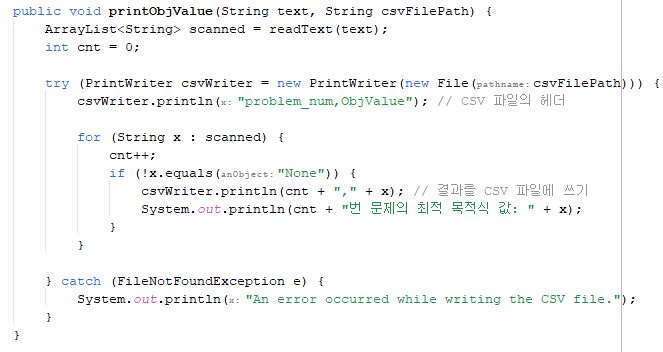 public void printObjValue(String text, String csvFilePath) {
ArrayList<String> scanned = readText(text);
int cnt = 0;
try (PrintWriter csvWriter = new PrintWriter(new File(pathname: csvFilePath))) {
csvWriter.println(x: "problem_num,ObjValue"); // CSV 파일의 헤더
for (String x : scanned) {
cnt++;
if (!x.equals(anObject: "None")) {
csvWriter.println(cnt + "," + x); // 결과를 CSV 파일에 쓰기
System.out.println(cnt + "번 문제의 최적 목적식 값: " + x);
}
}
} catch (FileNotFoundException e) {
System.out.println(x: "An error occurred while writing the CSV file.");
}
}